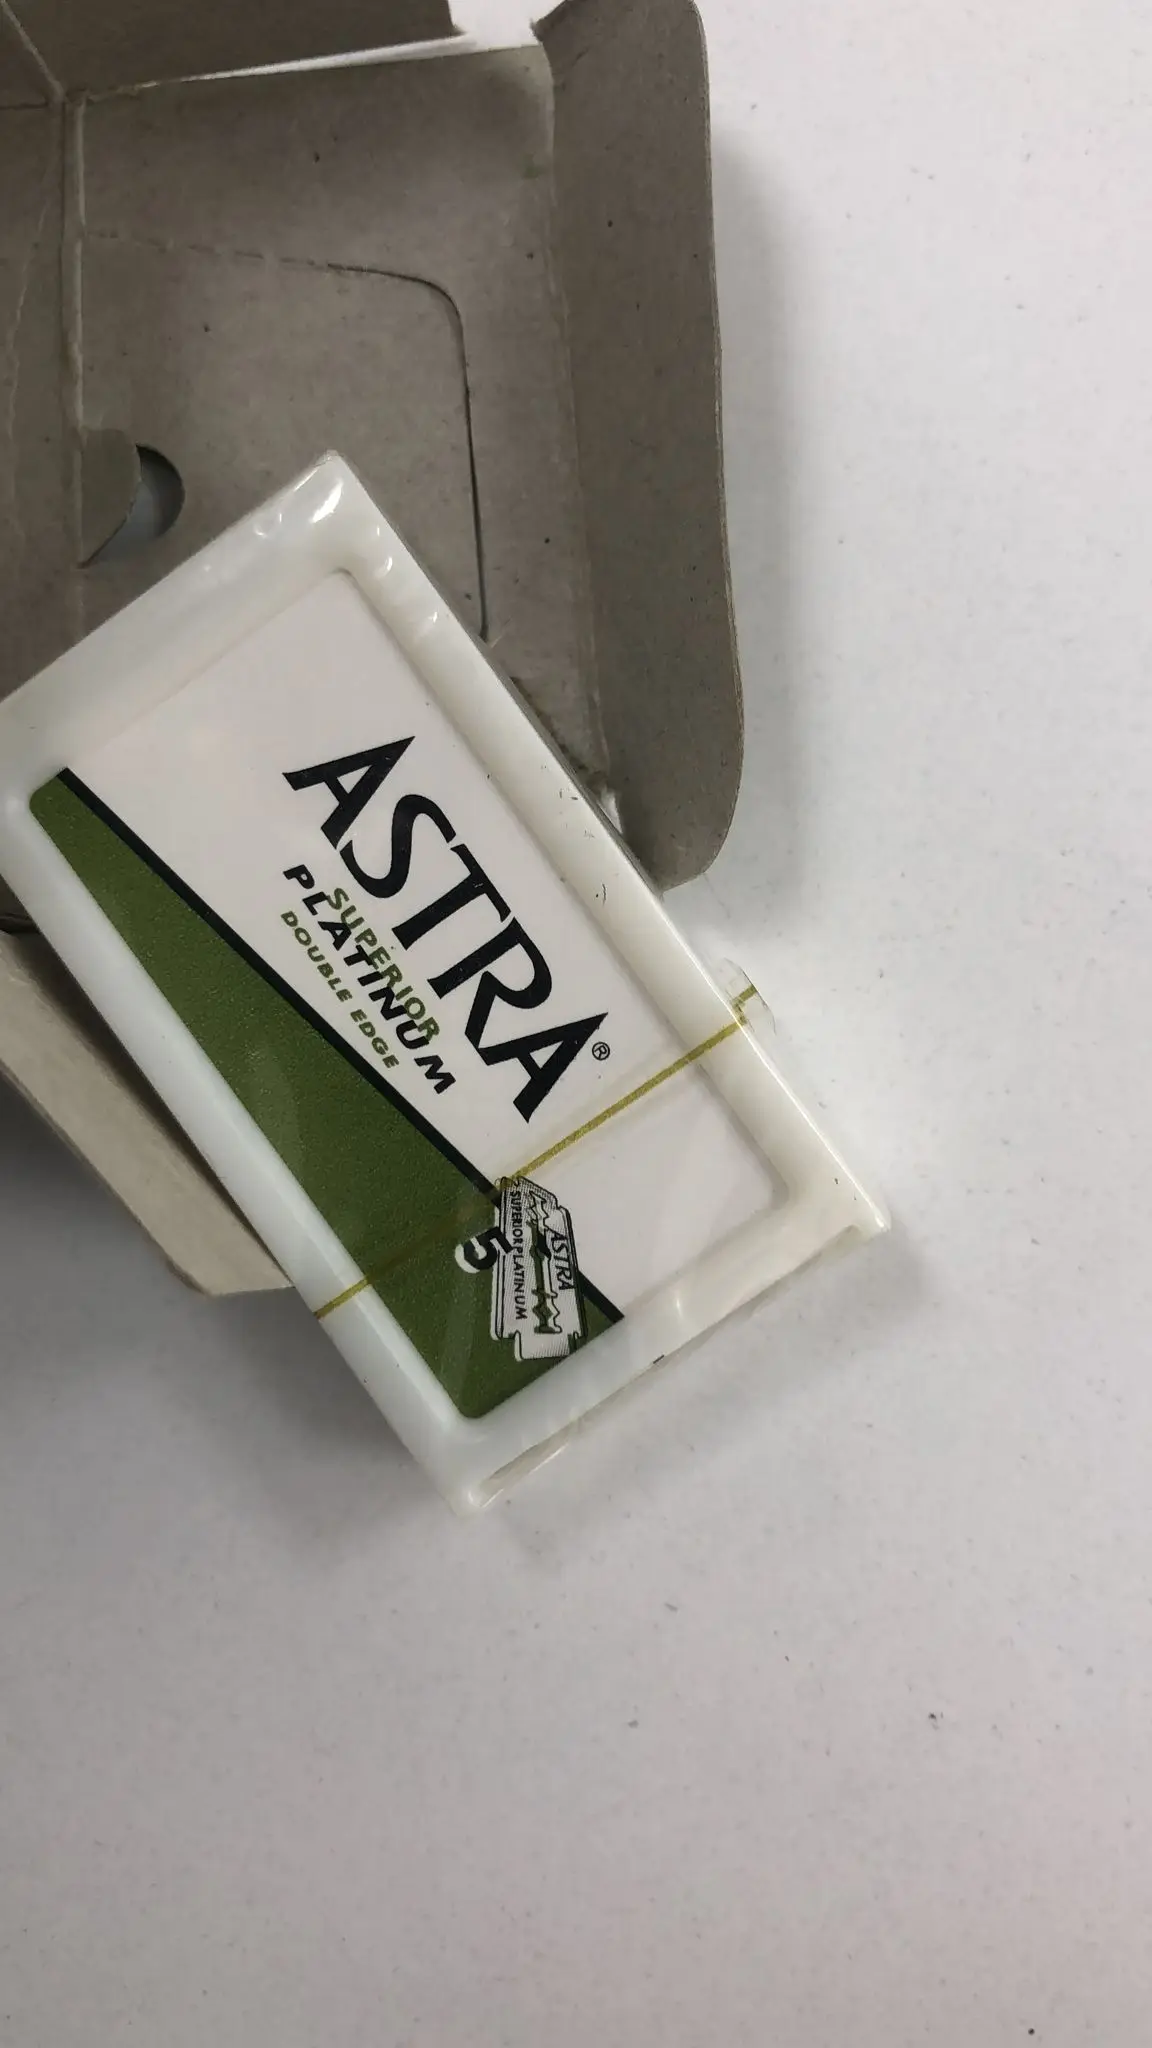 ASTRA®
SUPERIOR
PLATINUM
DOUBLE EDGE
5
ASTRA
SUPERIOR PLATINUM